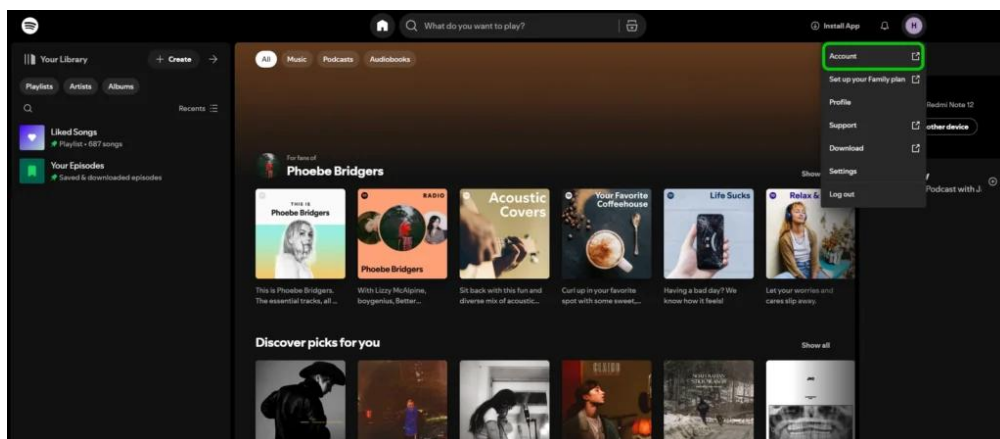 What do you want to play?
Install App
H
Your Library
+ Create
Playlists
Artists
Albums
Recents
Liked Songs
Playlist • 687 songs
Your Episodes
Saved & downloaded episodes
All
Music
Podcasts
Audiobooks
For fans of
Phoebe Bridgers
Show
THIS IS
Phoebe Bridgers
This is Phoebe Bridgers.
The essential tracks, all ...
RADIO
Phoebe Bridgers
With Lizzy McAlpine,
boygenius, Better...
Acoustic
Covers
Sit back with this fun and
diverse mix of acoustic...
Your Favorite
Coffeehouse
Curl up in your favorite
spot with some sweet,...
Life Sucks
Having a bad day? We
know how it feels!
Relax &
Let your worries and
cares slip away.
Discover picks for you
Show all
CLAIRO
NOAH KAHAN
STICK SEASON
Account
Set up your Family plan
Profile
Support
Download
Settings
Log out
Redmi Note 12
other device
Podcast with J